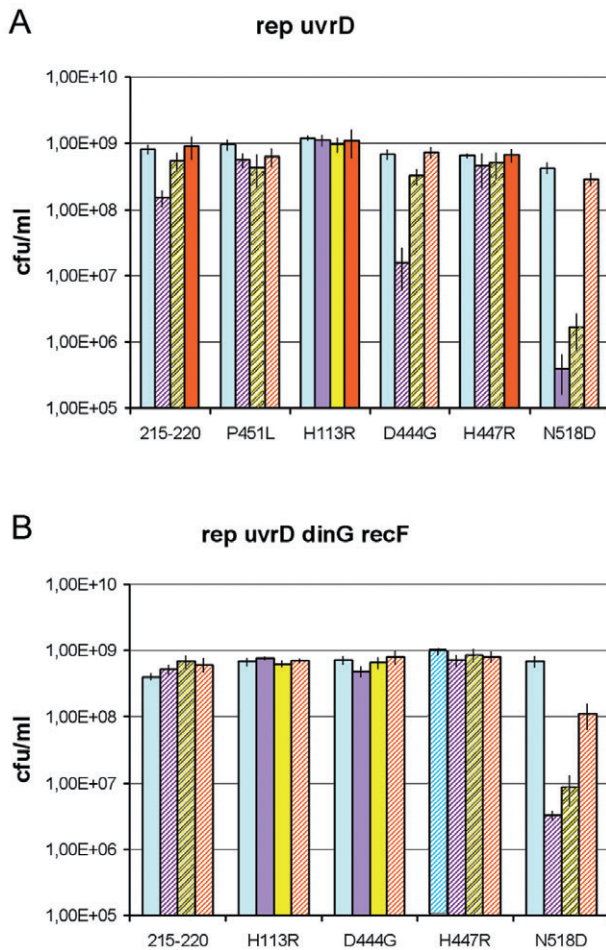 A
rep uvrD
1,00E+10
1,00E+09
1,00E+08
1,00E+07
1,00E+06
1,00E+05
cfu/ml
215-220 P451L H113R D444G H447R N518D
B
rep uvrD dinG recF
1,00E+10
1,00E+09
1,00E+08
1,00E+07
1,00E+06
1,00E+05
cfu/ml
215-220 H113R D444G H447R N518D